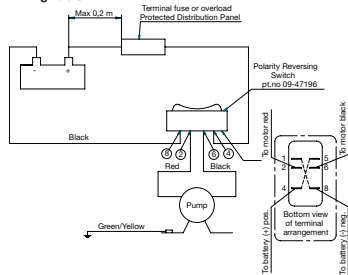 Max 0,2 m
Terminal fuse or overload
Protected Distribution Panel
- +
Polarity Reversing
Switch
pt.no 09-47196
Black
8 2 6 4
Red Black
Pump
Green/Yellow
To motor red
To motor black
1 5
2 6
4 8
Bottom view
of terminal
arrangement
To battery (+) pos.
To battery (-) neg.